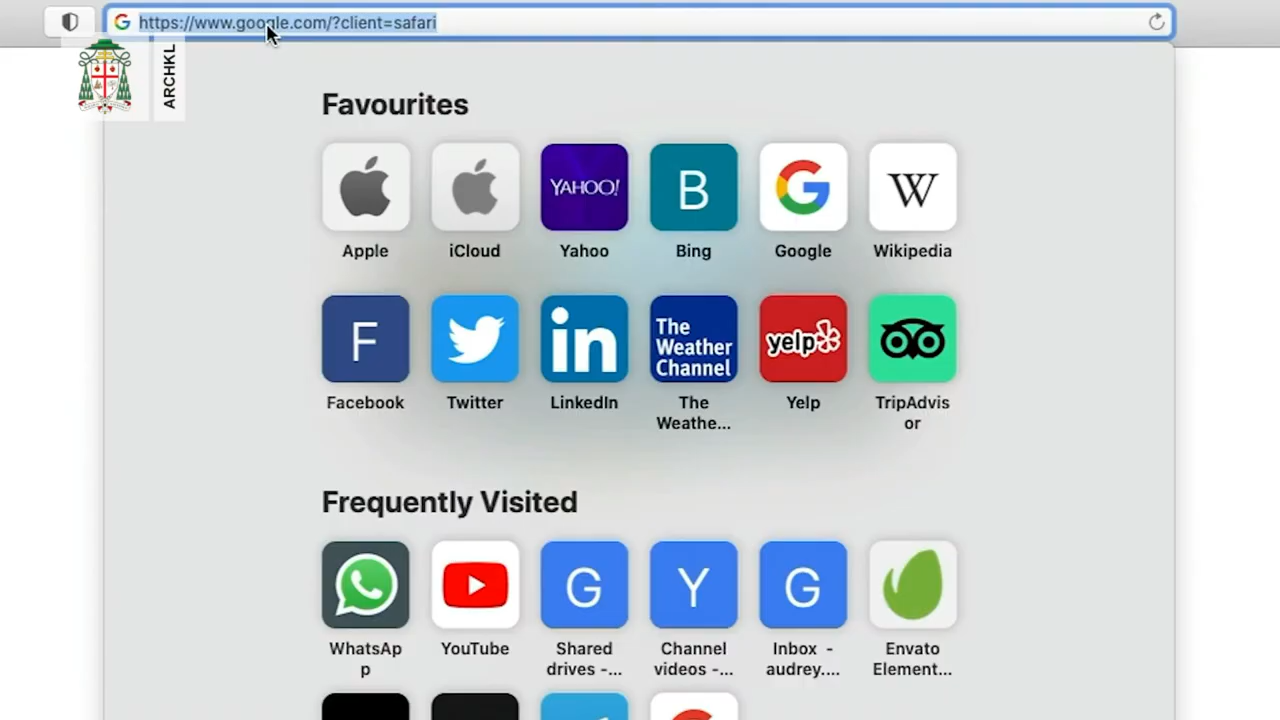 https://www.google.com/?client=safari
ARCHKL
Favourites
YAHOO!
B
W
Apple
iCloud
Yahoo
Bing
Google
Wikipedia
F
in
The
Weather
Channel
yelp
Facebook
Twitter
LinkedIn
The
Weathe...
Yelp
TripAdvis
or
Frequently Visited
G
Y
G
WhatsAp
p
YouTube
Shared
drives -...
Channel
videos -...
Inbox -
audrey....
Envato
Element...